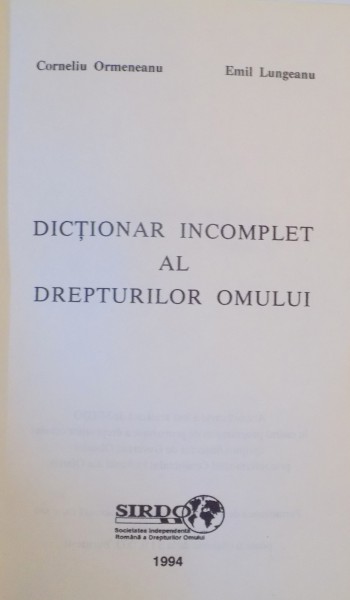 Corneliu Ormeneanu Emil Lungeanu
DICȚIONAR INCOMPLET
AL
DREPTURILOR OMULUI
SIRDO
Societatea Independentă
Română a Drepturilor Omului
1994